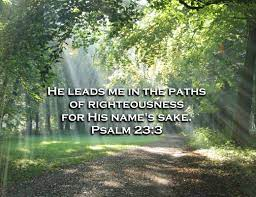 He leads me in the paths
of righteousness
for His name's sake.
Psalm 23:3